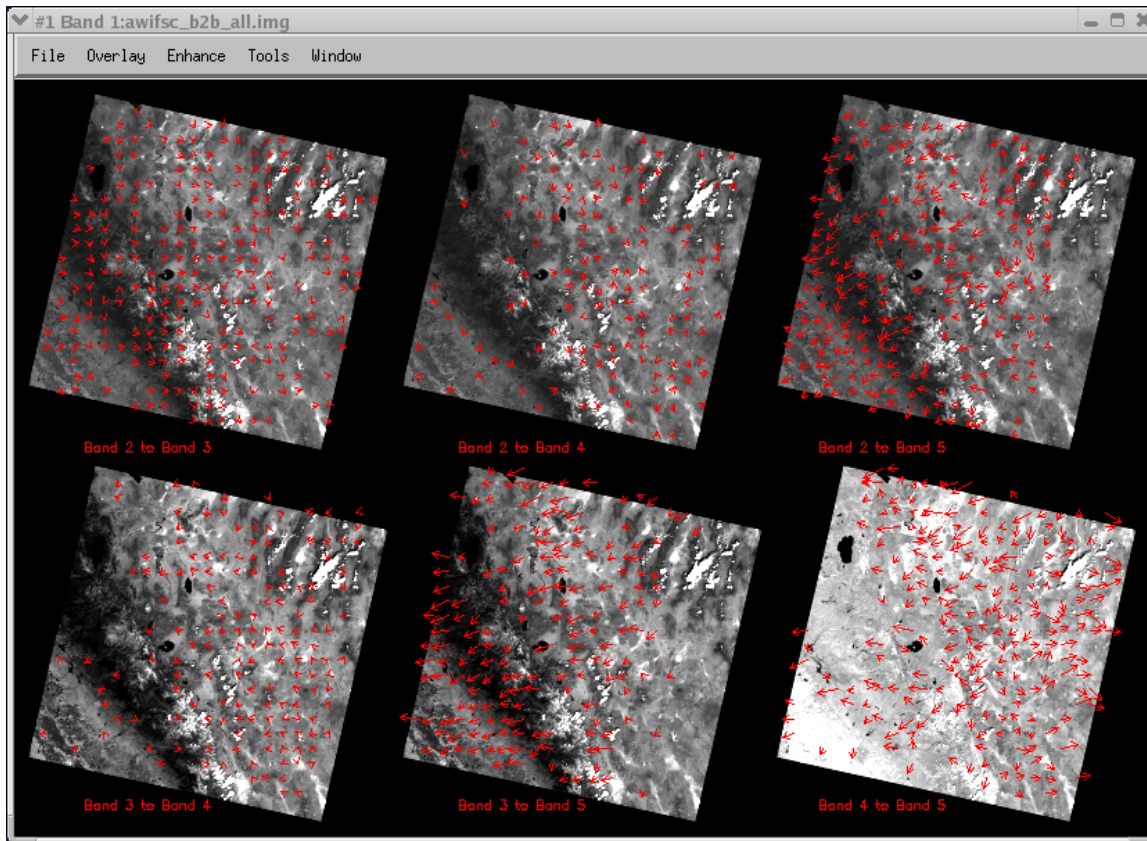 #1 Band 1:awifsc_b2b_all.img
File Overlay Enhance Tools Window
Band 2 to Band 3
Band 2 to Band 4
Band 2 to Band 5
Band 3 to Band 4
Band 3 to Band 5
Band 4 to Band 5